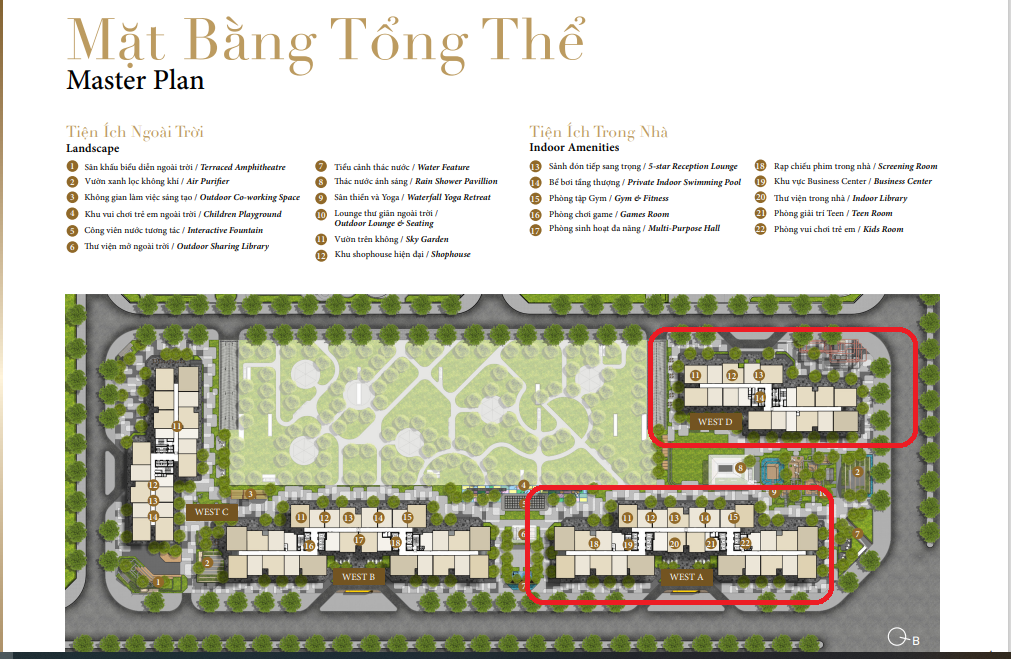 Mặt Bằng Tổng Thể
Master Plan
Tiện Ích Ngoài Trời
Landscape
1 Sân khấu biểu diễn ngoài trời / Terraced Amphitheatre
2 Vườn xanh lọc không khí / Air Purifier
3 Không gian làm việc sáng tạo / Outdoor Co-working Space
4 Khu vui chơi trẻ em ngoài trời / Children Playground
5 Công viên nước tương tác / Interactive Fountain
6 Thư viện mở ngoài trời / Outdoor Sharing Library
7 Tiểu cảnh thác nước / Water Feature
8 Thác nước ánh sáng / Rain Shower Pavillion
9 Sân thiền và Yoga / Waterfall Yoga Retreat
10 Lounge thư giãn ngoài trời /
Outdoor Lounge & Seating
11 Vườn trên không / Sky Garden
12 Khu shophouse hiện đại / Shophouse
Tiện Ích Trong Nhà
Indoor Amenities
13 Sảnh đón tiếp sang trọng / 5-star Reception Lounge
14 Bể bơi tầng thượng / Private Indoor Swimming Pool
15 Phòng tập Gym / Gym & Fitness
16 Phòng chơi game / Games Room
17 Phòng sinh hoạt đa năng / Multi-Purpose Hall
18 Rạp chiếu phim trong nhà / Screening Room
19 Khu vực Business Center / Business Center
20 Thư viện trong nhà / Indoor Library
21 Phòng giải trí Teen / Teen Room
22 Phòng vui chơi trẻ em / Kids Room
11 12 13
14
WEST D
11
8
2
9
12
13
14
3
4
WEST C
11 12 13 14 15
11 12 13 14 15
16 17 18
6
18 19 20 21 22
7
2
1
WEST B
7
WEST A
B